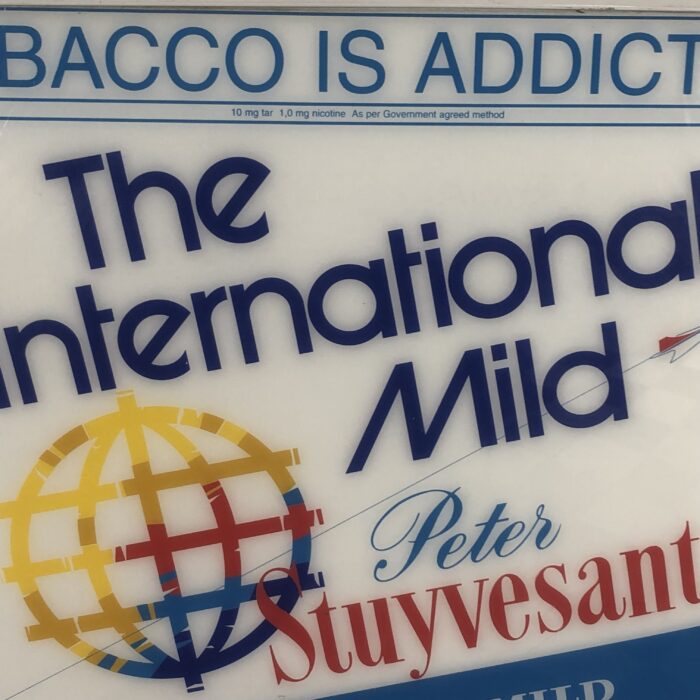 BACCO IS ADDICT
10 mg tar 1,0 mg nicotine As per Government agreed method
The
International
Mild
Peter
Stuyvesant
MILD